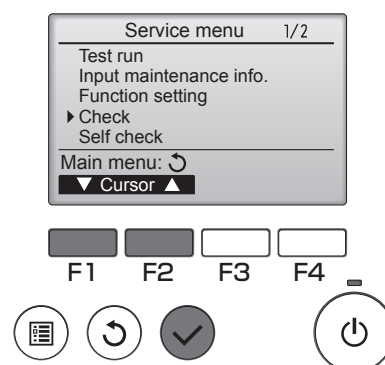 Service menu 1/2
Test run
Input maintenance info.
Function setting
Check
Self check
Main menu:
Cursor
F1 F2 F3 F4